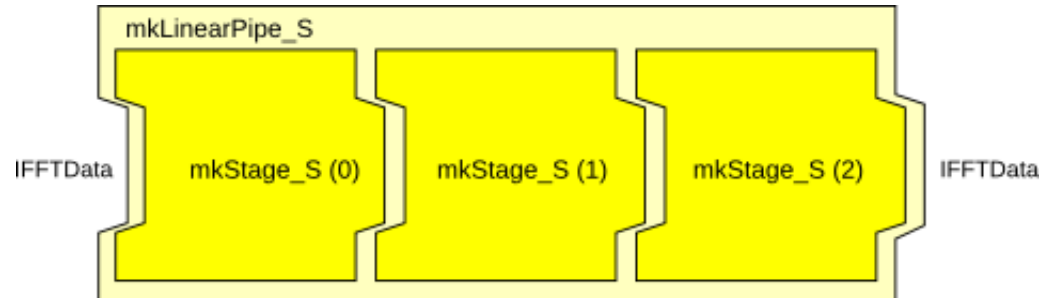 mkLinearPipe_S
IFFTData
mkStage_S (0)
mkStage_S (1)
mkStage_S (2)
IFFTData